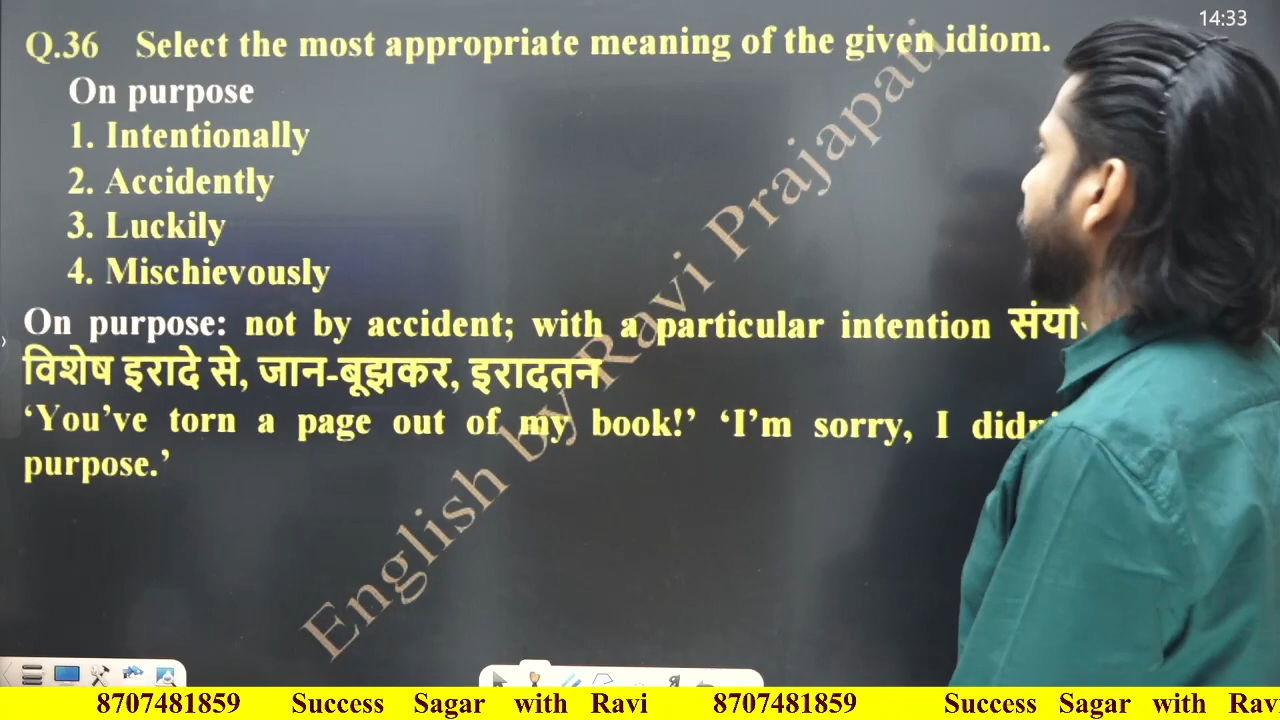 14:33
Q.36 Select the most appropriate meaning of the given idiom.
On purpose
1. Intentionally
2. Accidently
3. Luckily
4. Mischievously
On purpose: not by accident; with a particular intention
विशेष इरादे से, जान-बूझकर, इरादतन
‘You’ve torn a page out of my book!’ ‘I’m sorry, I
purpose.’
English by Ravi Prajapati
8707481859 Success Sagar with Ravi 8707481859 Success Sagar with